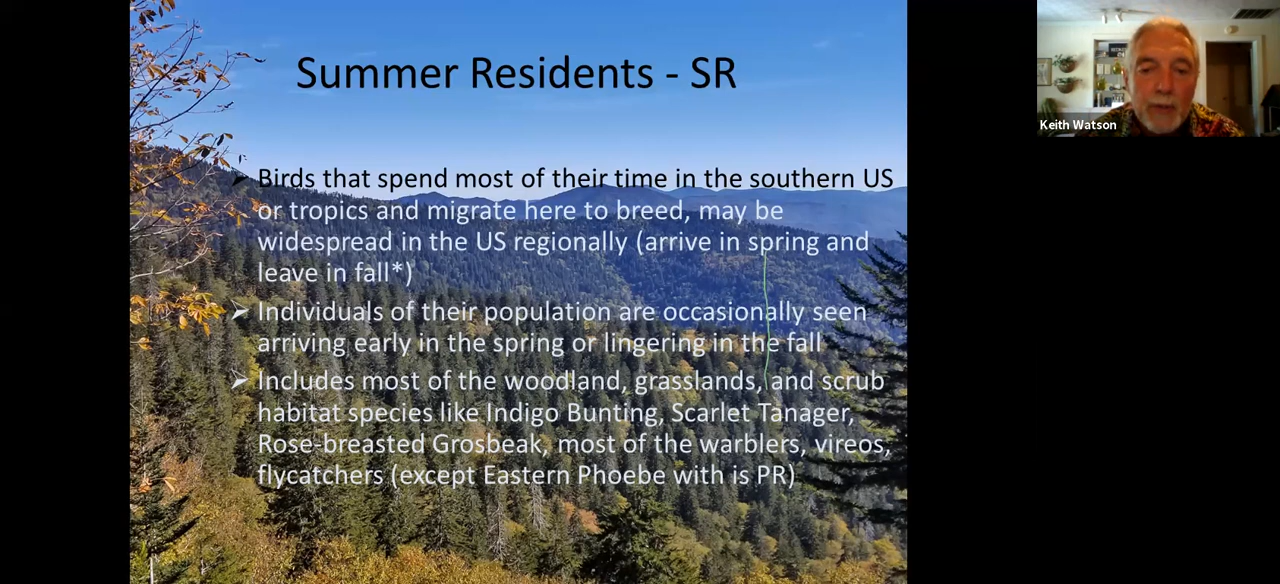 Summer Residents - SR
Birds that spend most of their time in the southern US
or tropics and migrate here to breed, may be
widespread in the US regionally (arrive in spring and
leave in fall*)
Individuals of their population are occasionally seen
arriving early in the spring or lingering in the fall
Includes most of the woodland, grasslands, and scrub
habitat species like Indigo Bunting, Scarlet Tanager,
Rose-breasted Grosbeak, most of the warblers, vireos,
flycatchers (except Eastern Phoebe with is PR)
Keith Watson